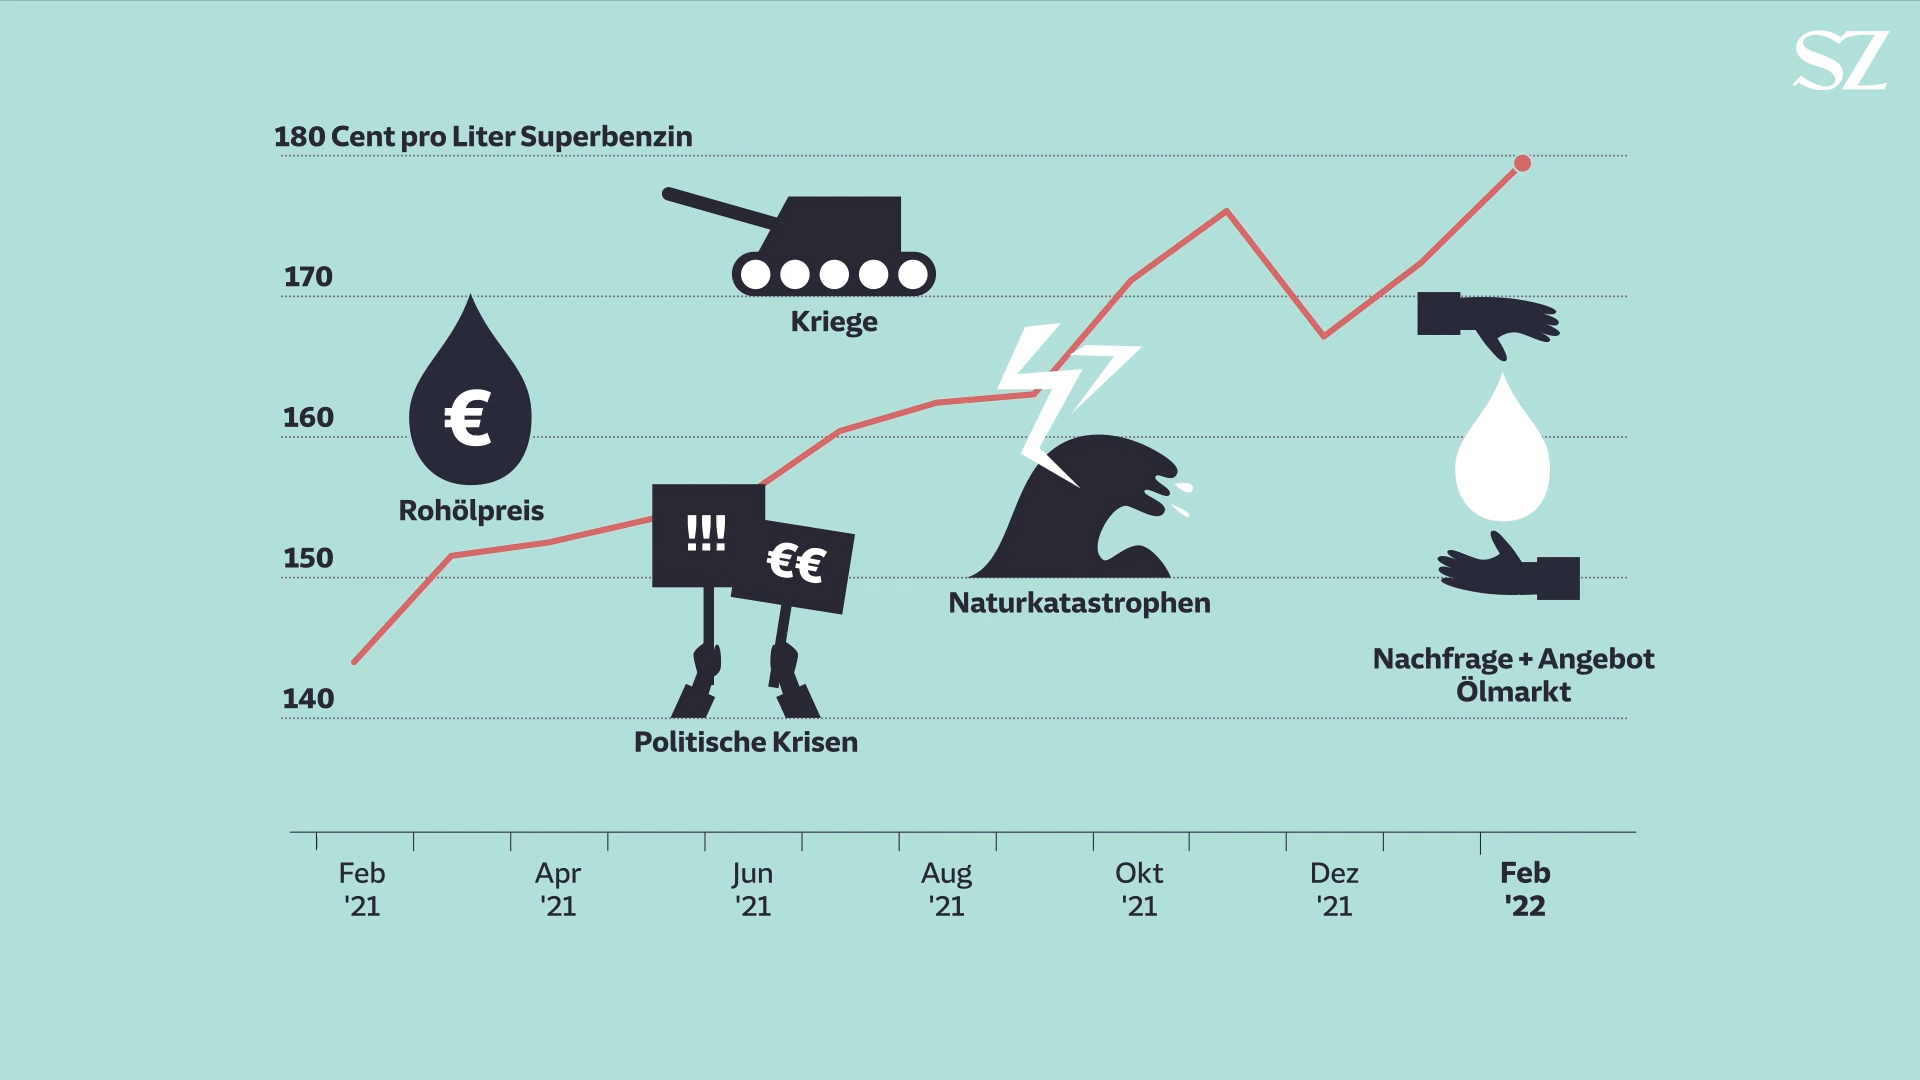 SZ
180 Cent pro Liter Superbenzin
170
Kriege
€
160
Rohölpreis
!!!
€€
150
Naturkatastrophen
Nachfrage + Angebot
Ölmarkt
140
Politische Krisen
Feb '21
Apr '21
Jun '21
Aug '21
Okt '21
Dez '21
Feb '22